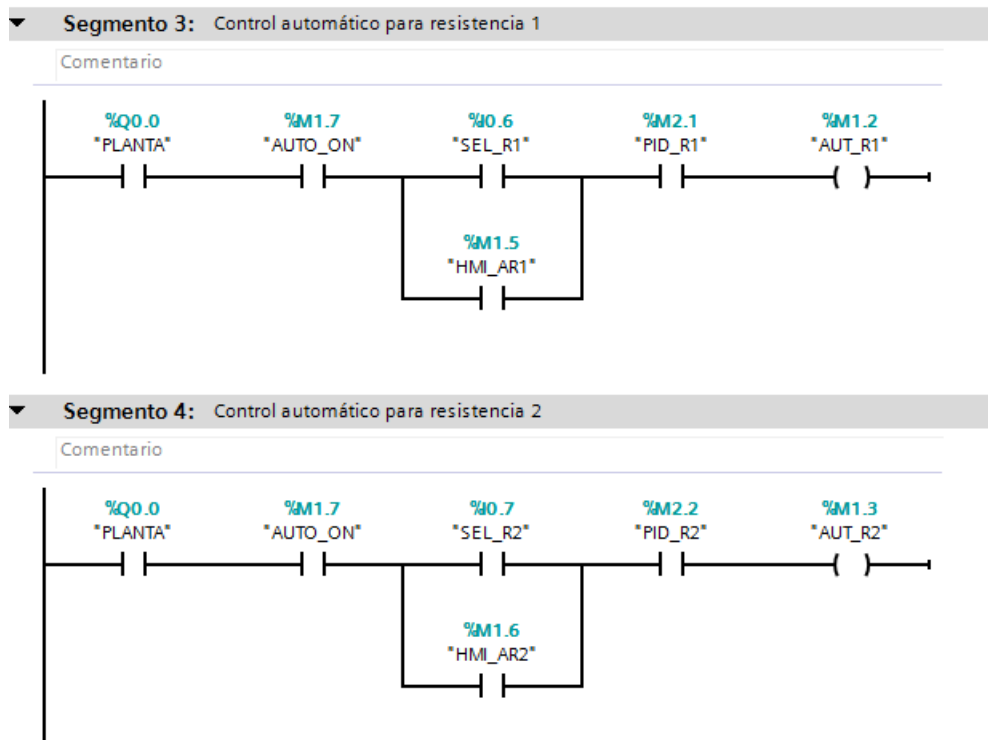 Segmento 3: Control automático para resistencia 1
Comentario
%Q0.0 %M1.7 %I0.6 %M2.1 %M1.2
"PLANTA" "AUTO_ON" "SEL_R1" "PID_R1" "AUT_R1"
%M1.5
"HMI_AR1"
Segmento 4: Control automático para resistencia 2
Comentario
%Q0.0 %M1.7 %I0.7 %M2.2 %M1.3
"PLANTA" "AUTO_ON" "SEL_R2" "PID_R2" "AUT_R2"
%M1.6
"HMI_AR2"